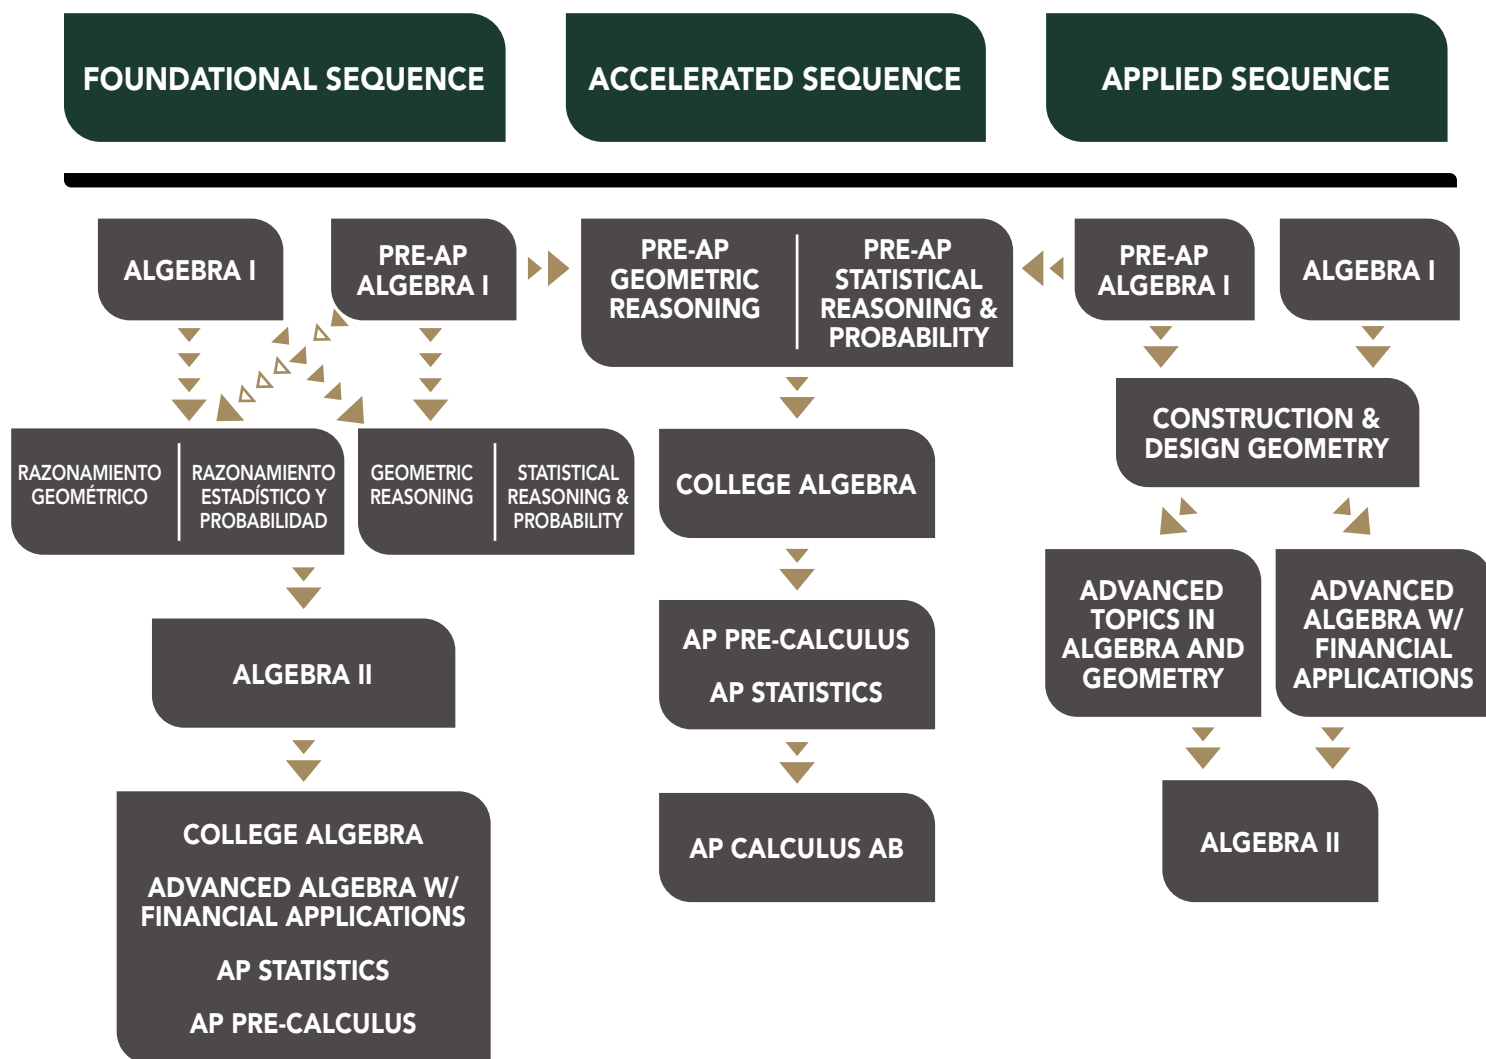 FOUNDATIONAL SEQUENCE
ACCELERATED SEQUENCE
APPLIED SEQUENCE
ALGEBRA I
PRE-AP
ALGEBRA I
PRE-AP
GEOMETRIC
REASONING
PRE-AP
STATISTICAL
REASONING &
PROBABILITY
PRE-AP
ALGEBRA I
ALGEBRA I
RAZONAMIENTO
GEOMÉTRICO
RAZONAMIENTO
ESTADÍSTICO Y
PROBABILIDAD
GEOMETRIC
REASONING
STATISTICAL
REASONING &
PROBABILITY
ALGEBRA II
COLLEGE ALGEBRA
ADVANCED ALGEBRA W/
FINANCIAL APPLICATIONS
AP STATISTICS
AP PRE-CALCULUS
COLLEGE ALGEBRA
AP PRE-CALCULUS
AP STATISTICS
AP CALCULUS AB
CONSTRUCTION &
DESIGN GEOMETRY
ADVANCED
TOPICS IN
ALGEBRA AND
GEOMETRY
ADVANCED
ALGEBRA W/
FINANCIAL
APPLICATIONS
ALGEBRA II